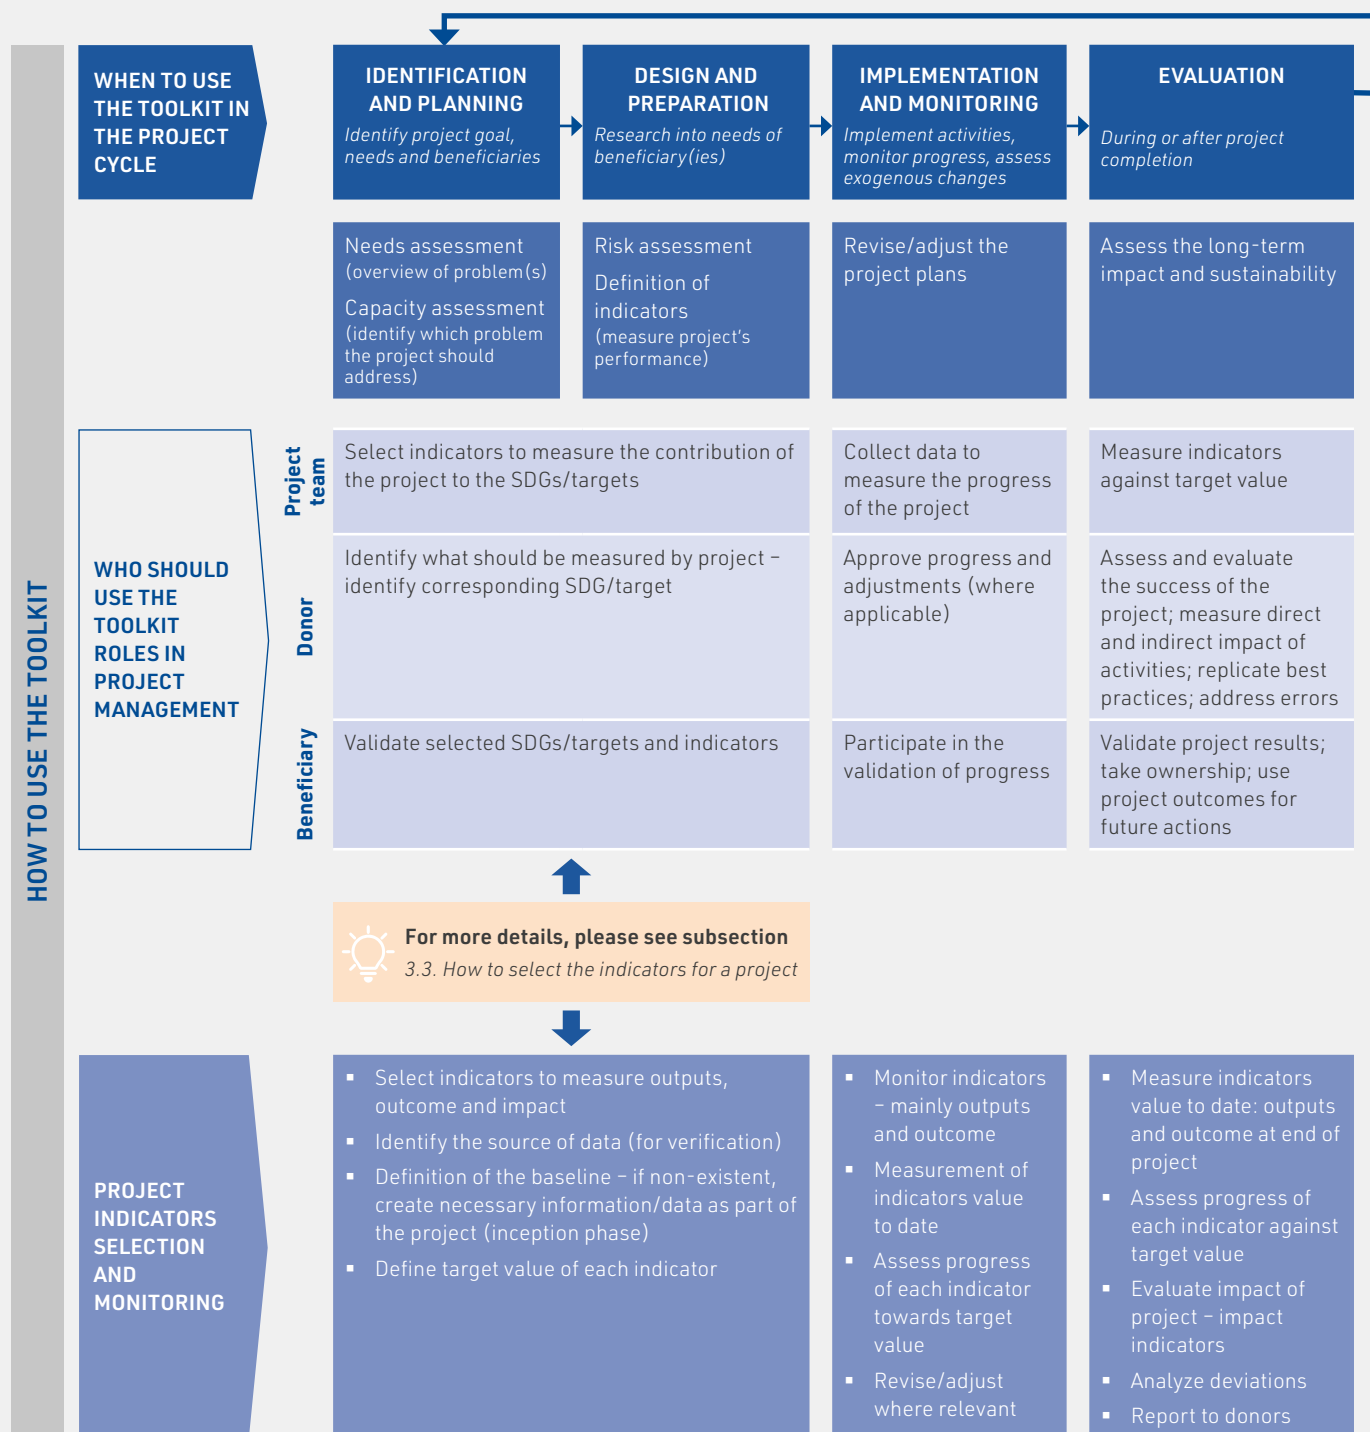 HOW TO USE THE TOOLKIT
WHEN TO USE
THE TOOLKIT IN
THE PROJECT
CYCLE
IDENTIFICATION
AND PLANNING
Identify project goal,
needs and beneficiaries
DESIGN AND
PREPARATION
Research into needs of
beneficiary(ies)
IMPLEMENTATION
AND MONITORING
Implement activities,
monitor progress, assess
exogenous changes
EVALUATION
During or after project
completion
Needs assessment
(overview of problem(s)
Capacity assessment
(identify which problem
the project should
address)
Risk assessment
Definition of
indicators
(measure project's
performance)
Revise/adjust the
project plans
Assess the long-term
impact and sustainability
WHO SHOULD
USE THE
TOOLKIT
ROLES IN
PROJECT
MANAGEMENT
Project
team
Select indicators to measure the contribution of
the project to the SDGs/targets
Collect data to
measure the progress
of the project
Measure indicators
against target value
Donor
Identify what should be measured by project –
identify corresponding SDG/target
Approve progress and
adjustments (where
applicable)
Assess and evaluate
the success of the
project; measure direct
and indirect impact of
activities; replicate best
practices; address errors
Beneficiary
Validate selected SDGs/targets and indicators
Participate in the
validation of progress
Validate project results;
take ownership; use
project outcomes for
future actions
For more details, please see subsection
3.3. How to select the indicators for a project
PROJECT
INDICATORS
SELECTION
AND
MONITORING
▪ Select indicators to measure outputs,
outcome and impact
▪ Identify the source of data (for verification)
▪ Definition of the baseline – if non-existent,
create necessary information/data as part of
the project (inception phase)
▪ Define target value of each indicator
▪ Monitor indicators
– mainly outputs
and outcome
▪ Measurement of
indicators value
to date
▪ Assess progress
of each indicator
towards target
value
▪ Revise/adjust
where relevant
▪ Measure indicators
value to date: outputs
and outcome at end of
project
▪ Assess progress of
each indicator against
target value
▪ Evaluate impact of
project – impact
indicators
▪ Analyze deviations
▪ Report to donors